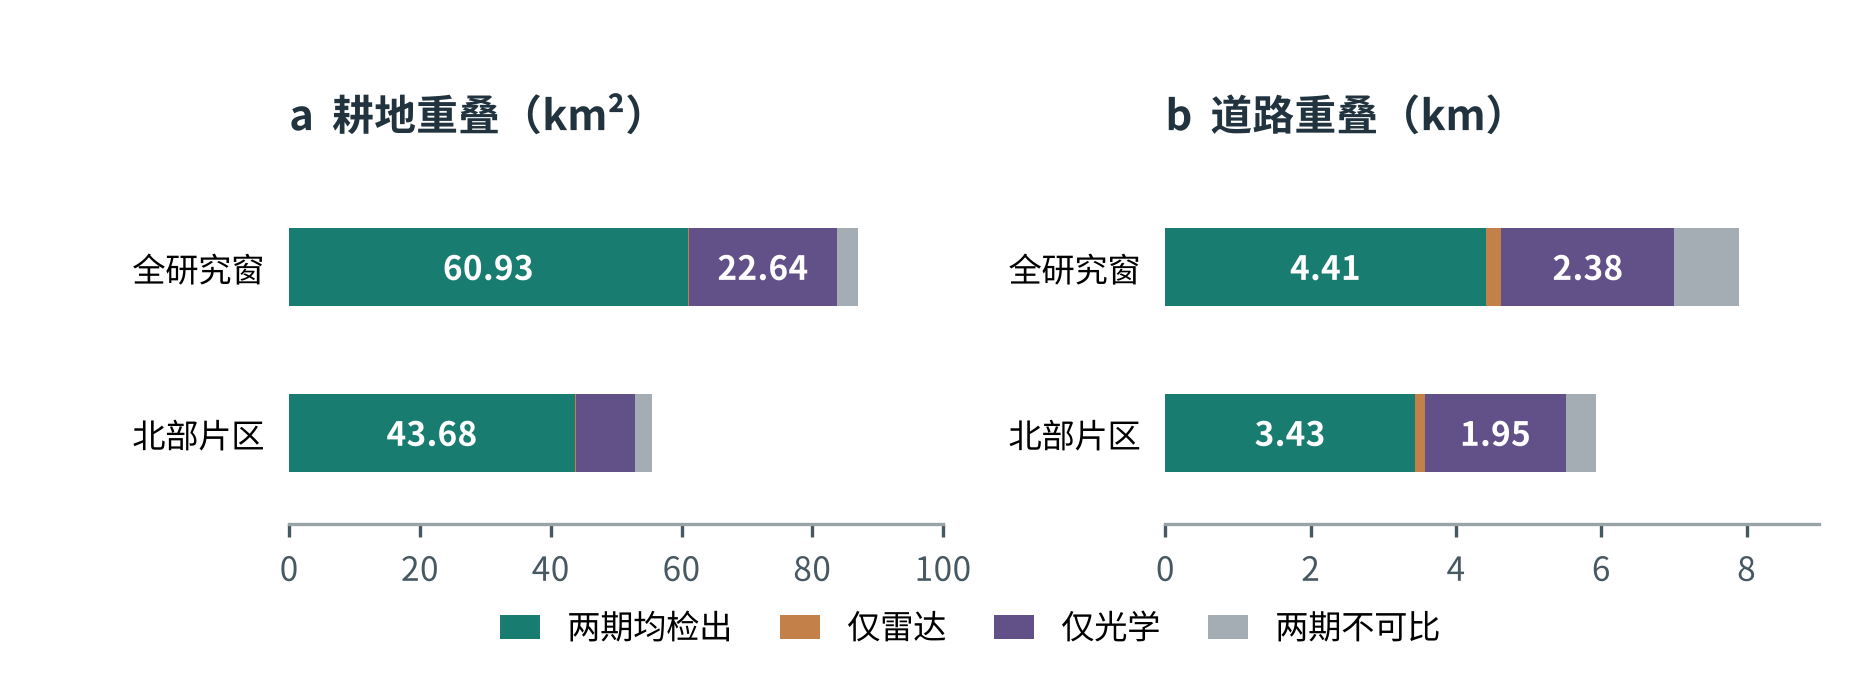 a 耕地重叠（km²）
b 道路重叠（km）
全研究窗
60.93
22.64
全研究窗
4.41
2.38
北部片区
43.68
北部片区
3.43
1.95
0 20 40 60 80 100
0 2 4 6 8
两期均检出 仅雷达 仅光学 两期不可比